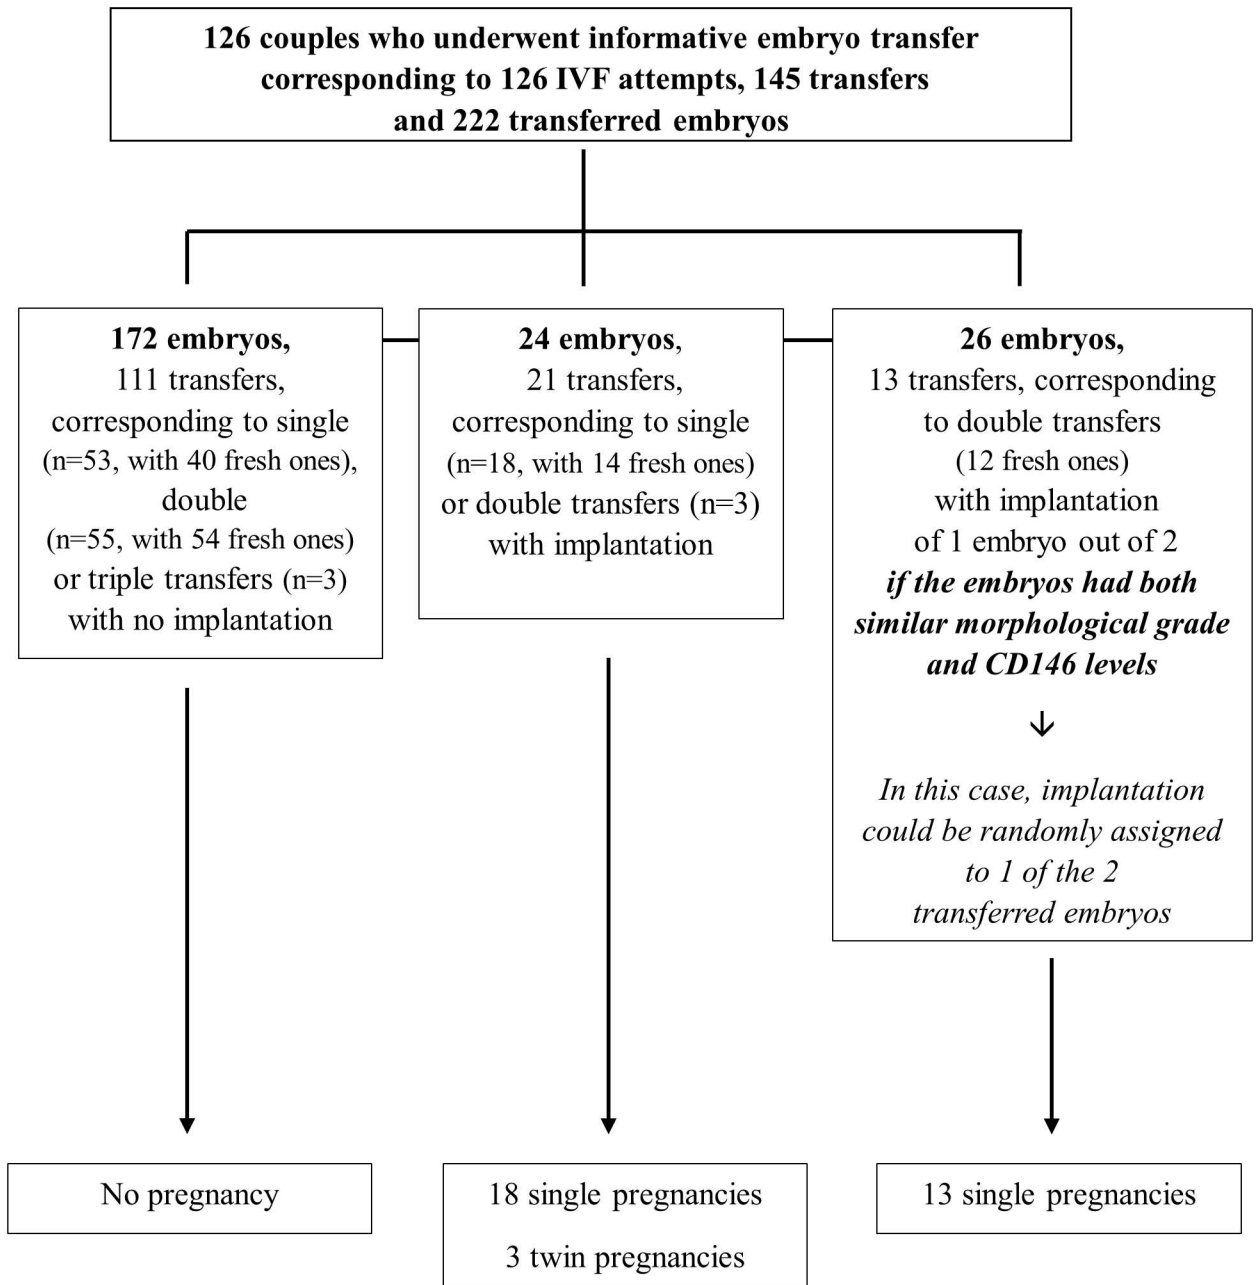 126 couples who underwent informative embryo transfer
corresponding to 126 IVF attempts, 145 transfers
and 222 transferred embryos
172 embryos,
111 transfers,
corresponding to single
(n=53, with 40 fresh ones),
double
(n=55, with 54 fresh ones)
or triple transfers (n=3)
with no implantation
24 embryos,
21 transfers,
corresponding to single
(n=18, with 14 fresh ones)
or double transfers (n=3)
with implantation
26 embryos,
13 transfers, corresponding
to double transfers
(12 fresh ones)
with implantation
of 1 embryo out of 2
if the embryos had both
similar morphological grade
and CD146 levels
In this case, implantation
could be randomly assigned
to 1 of the 2
transferred embryos
No pregnancy
18 single pregnancies
3 twin pregnancies
13 single pregnancies